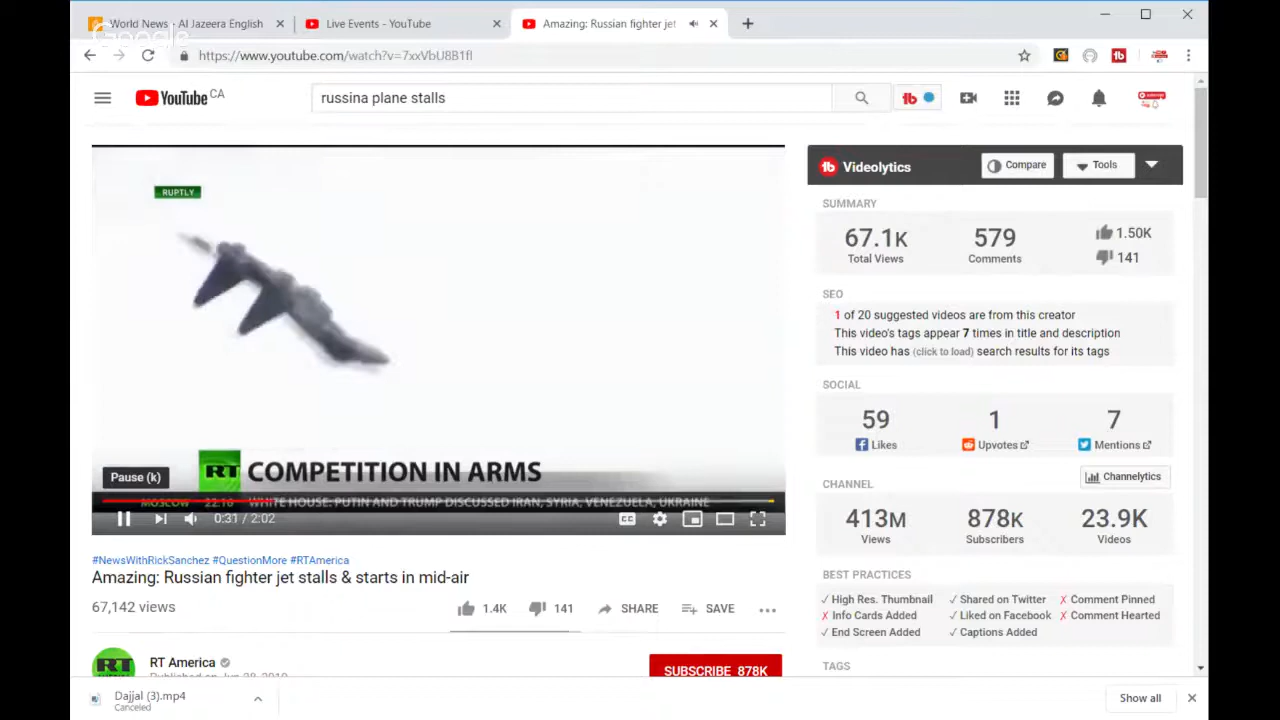 World News | Al Jazeera English
Live Events - YouTube
Amazing: Russian fighter jet
Google
https://www.youtube.com/watch?v=7xxVbU8B1fI
YouTube CA
russina plane stalls
RUPTLY
RT COMPETITION IN ARMS
Pause (k)
MOSCOW 22:16 WHITE HOUSE: PUTIN AND TRUMP DISCUSSED IRAN, SYRIA, VENEZUELA, UKRAINE
0:31 / 2:02
CC
#NewsWithRickSanchez #QuestionMore #RTAmerica
Amazing: Russian fighter jet stalls & starts in mid-air
67,142 views
1.4K 141 SHARE SAVE
RT RT America
SUBSCRIBE 878K
Videolytics Compare Tools
SUMMARY
67.1K 579 1.50K
Total Views Comments 141
SEO
1 of 20 suggested videos are from this creator
This video's tags appear 7 times in title and description
This video has (click to load) search results for its tags
SOCIAL
59 1 7
Likes Upvotes Mentions
CHANNEL Channelytics
413M 878K 23.9K
Views Subscribers Videos
BEST PRACTICES
✓ High Res. Thumbnail ✓ Shared on Twitter ✗ Comment Pinned
✗ Info Cards Added ✓ Liked on Facebook ✗ Comment Hearted
✓ End Screen Added ✓ Captions Added
TAGS
Dajjal (3).mp4
Canceled
Show all